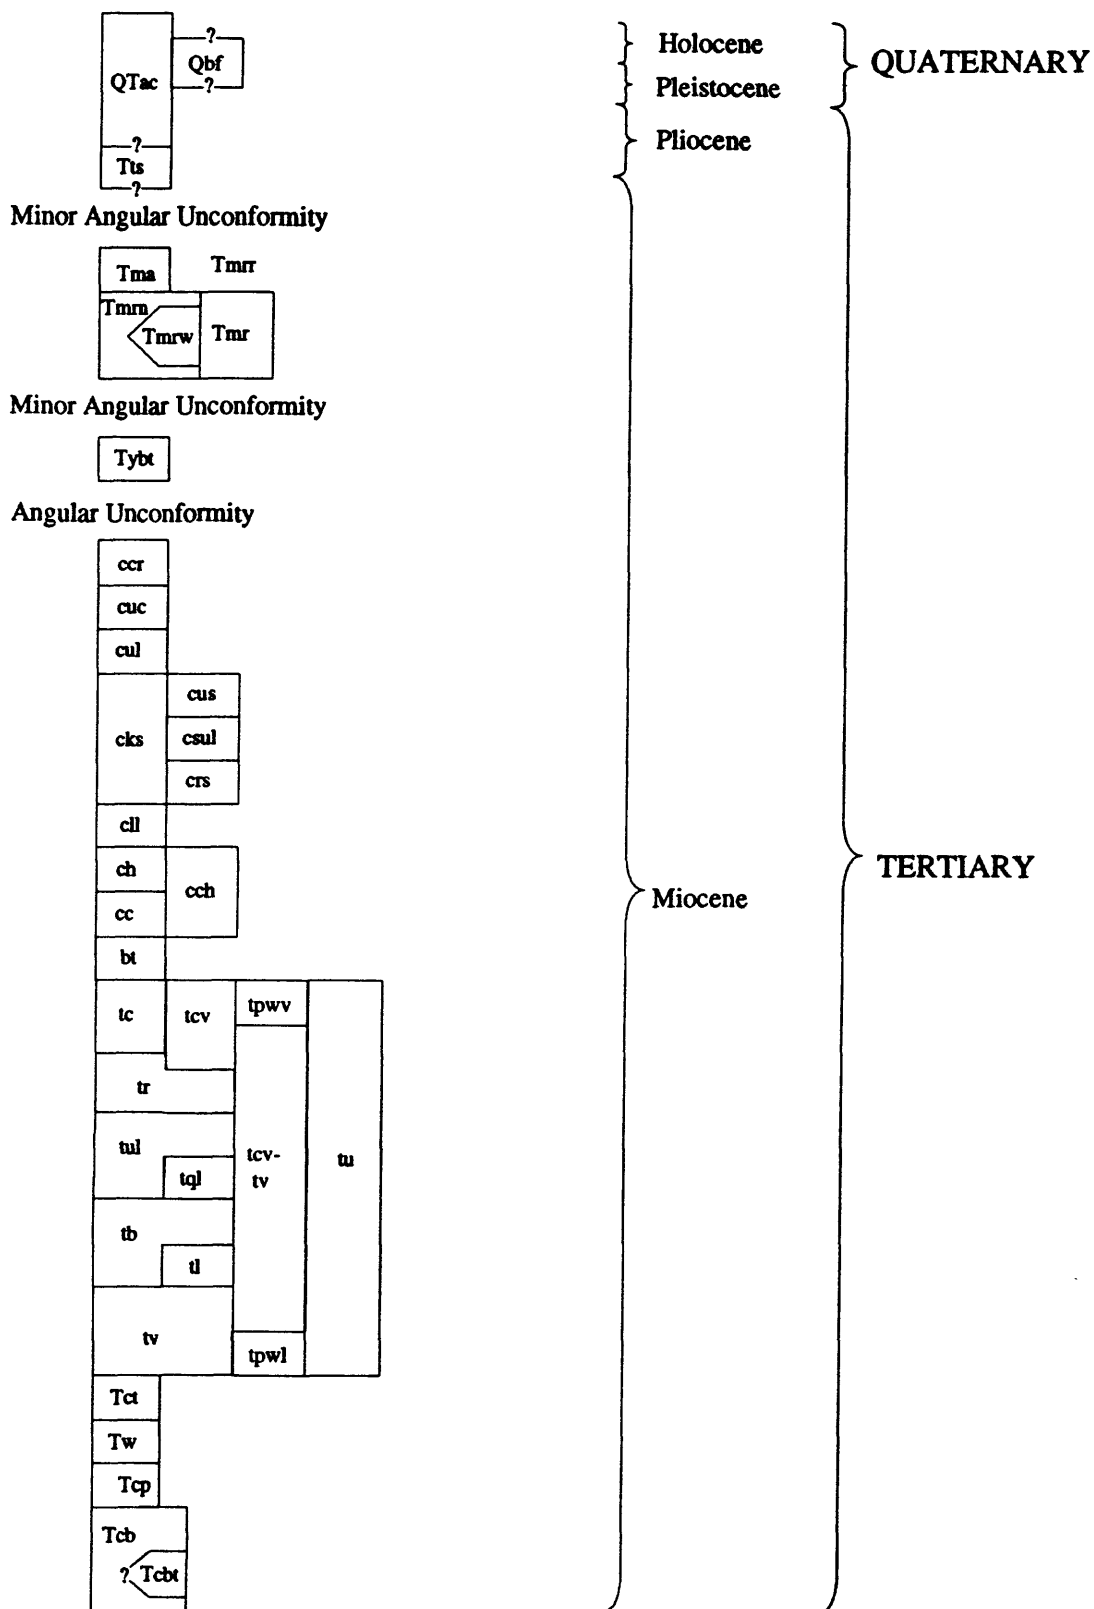 ?
Qbf
?
QTac
?
Tts
?
Holocene
Pleistocene
Pliocene
QUATERNARY
Minor Angular Unconformity
Tma
Tmrr
Tmrn
Tmrw
Tmr
Minor Angular Unconformity
Tybt
Angular Unconformity
ccr
cuc
cul
cks
cus
csul
crs
cll
ch
cch
cc
bt
Miocene
TERTIARY
tc
tcv
tpwv
tr
tul
tql
tcv-
tv
tu
tb
tl
tv
tpwl
Tct
Tw
Tcp
Tcb
? Tcbt